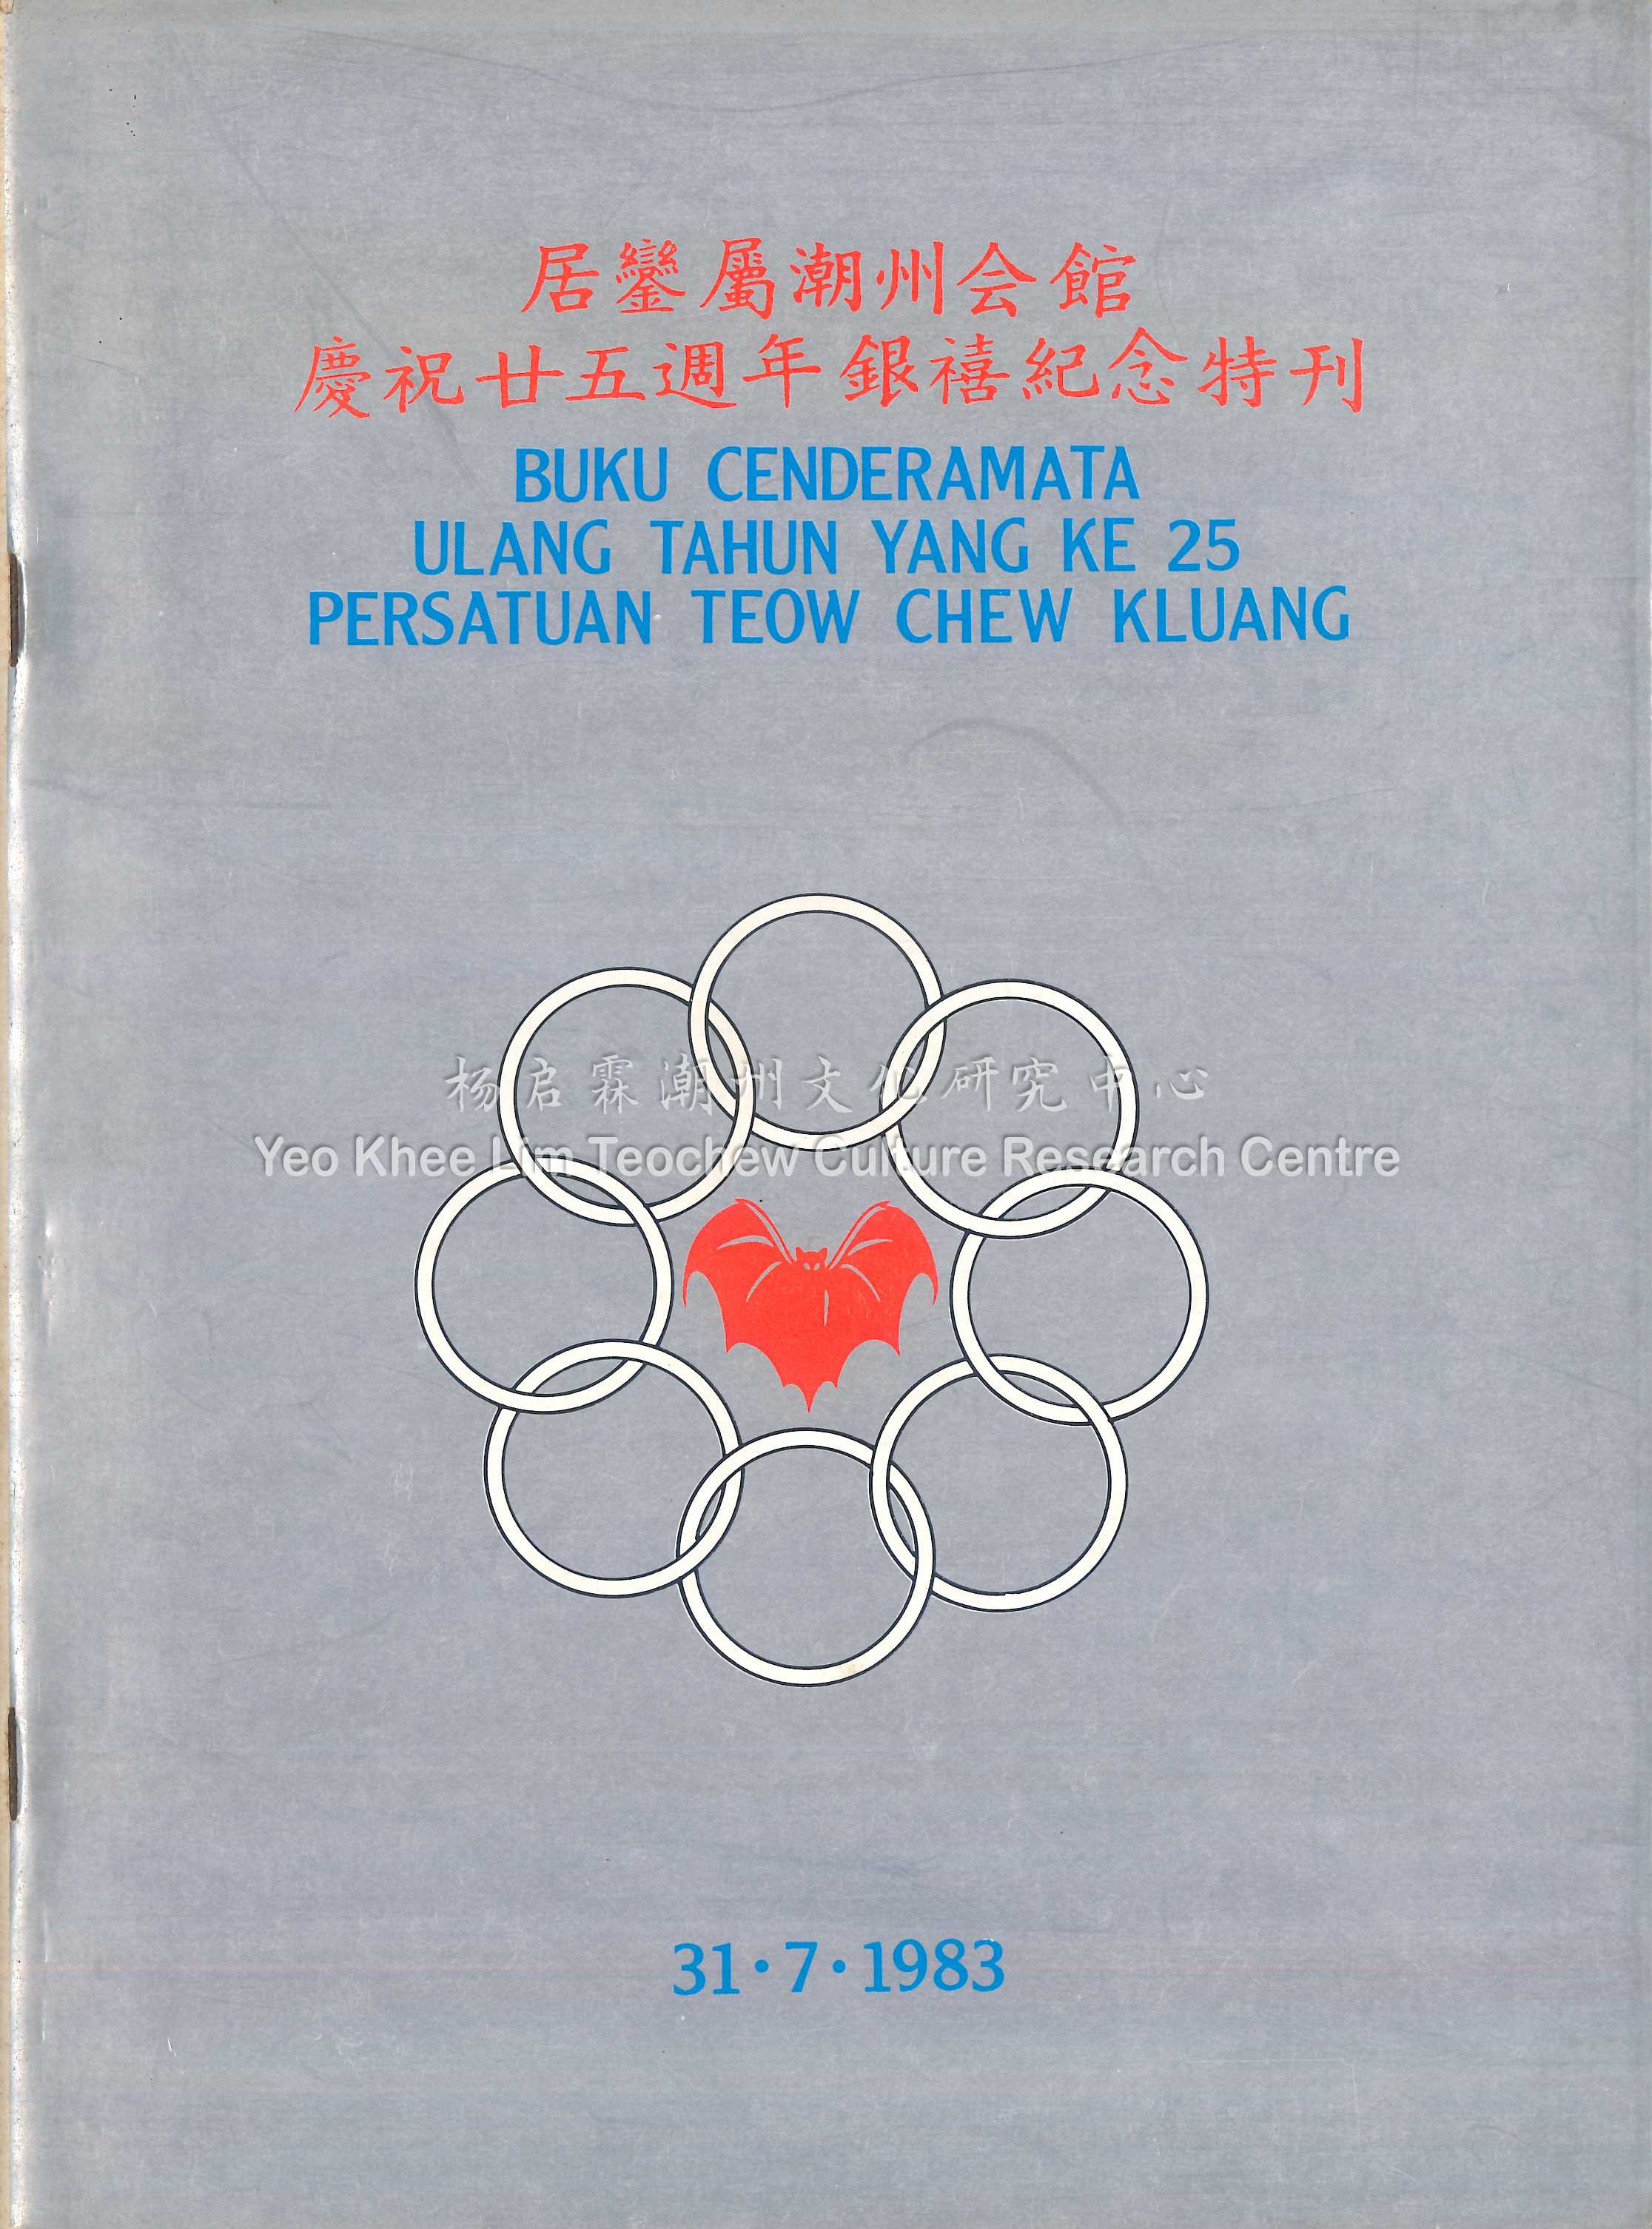 居鑾屬潮州会館
慶祝廿五週年銀禧紀念特刊
BUKU CENDERAMATA
ULANG TAHUN YANG KE 25
PERSATUAN TEOW CHEW KLUANG
杨启霖潮州文化研究中心
Yeo Khee Lim Teochew Culture Research Centre
31·7·1983